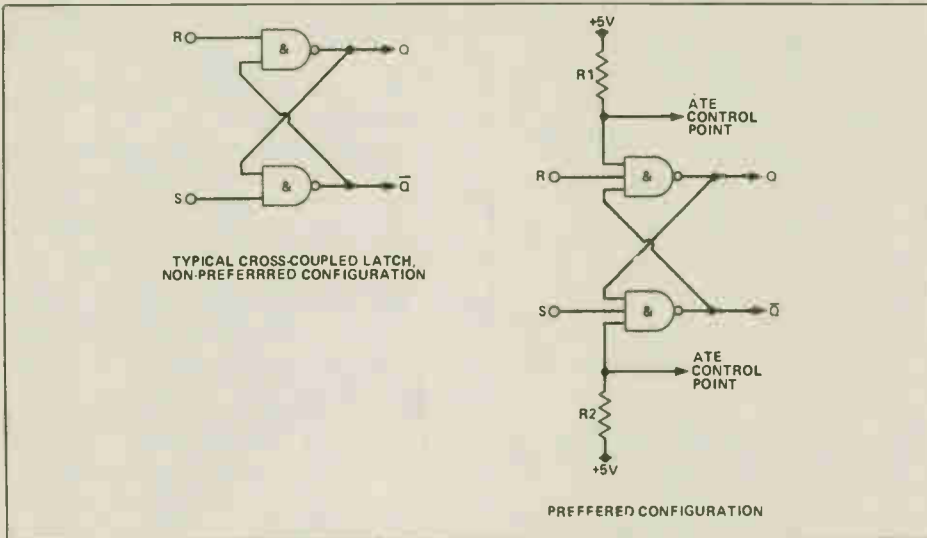 R
&
Q
&
Q̅
S
TYPICAL CROSS-COUPLED LATCH,
NON-PREFERRRED CONFIGURATION
+5V
R1
ATE
CONTROL
POINT
R
&
Q
S
&
Q̅
ATE
CONTROL
POINT
R2
+5V
PREFFERED CONFIGURATION